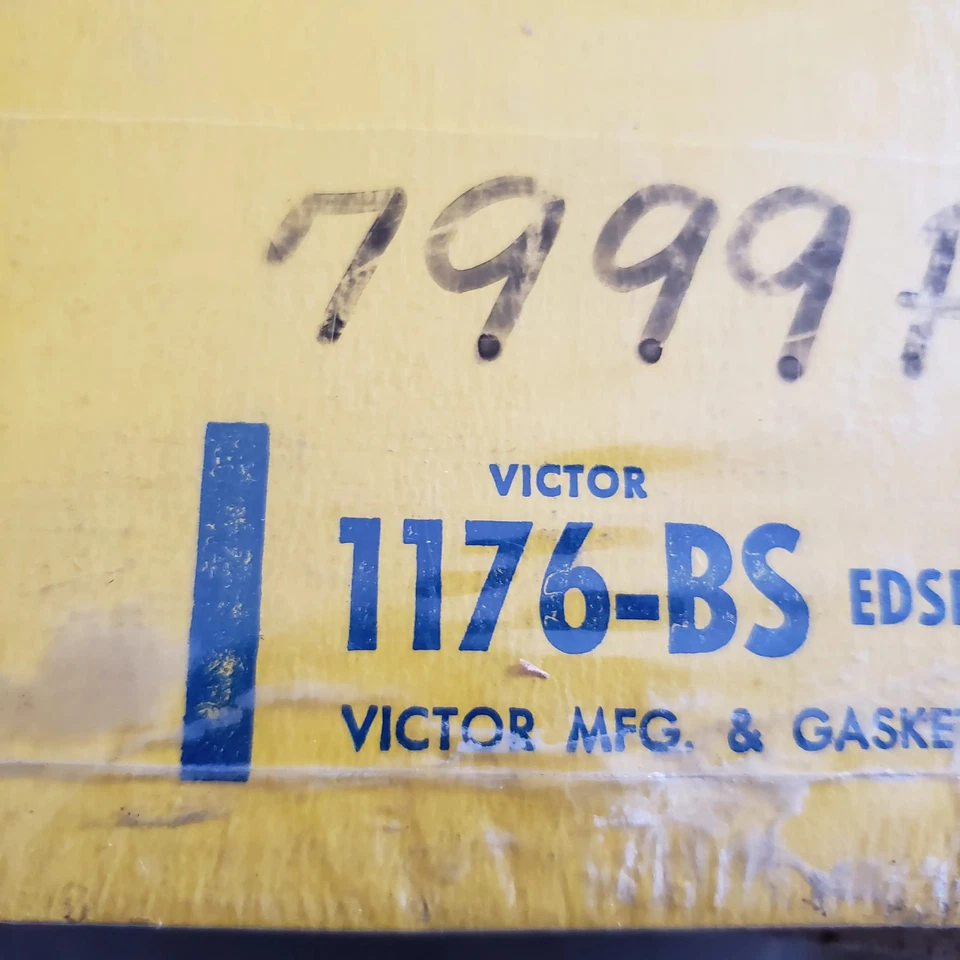 7999
VICTOR
1176-BS
VICTOR MFG. & GASKET